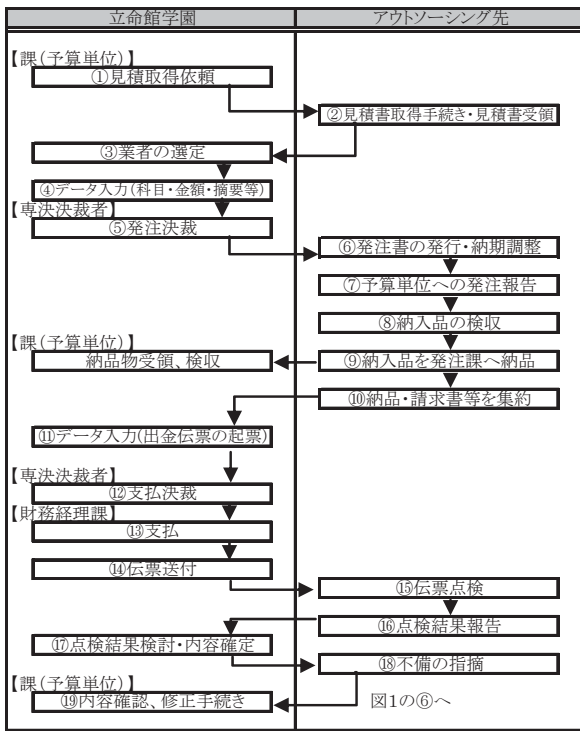 立命館学園
アウトソーシング先
【課(予算単位)】
①見積取得依頼
②見積書取得手続き・見積書受領
③業者の選定
④データ入力(科目・金額・摘要等)
【専決決裁者】
⑤発注決裁
⑥発注書の発行・納期調整
⑦予算単位への発注報告
⑧納入品の検収
【課(予算単位)】
納品物受領、検収
⑨納入品を発注課へ納品
⑩納品・請求書等を集約
⑪データ入力(出金伝票の起票)
【専決決裁者】
⑫支払決裁
【財務経理課】
⑬支払
⑭伝票送付
⑮伝票点検
⑯点検結果報告
⑰点検結果検討・内容確定
⑱不備の指摘
【課(予算単位)】
⑲内容確認、修正手続き
図1の⑥へ